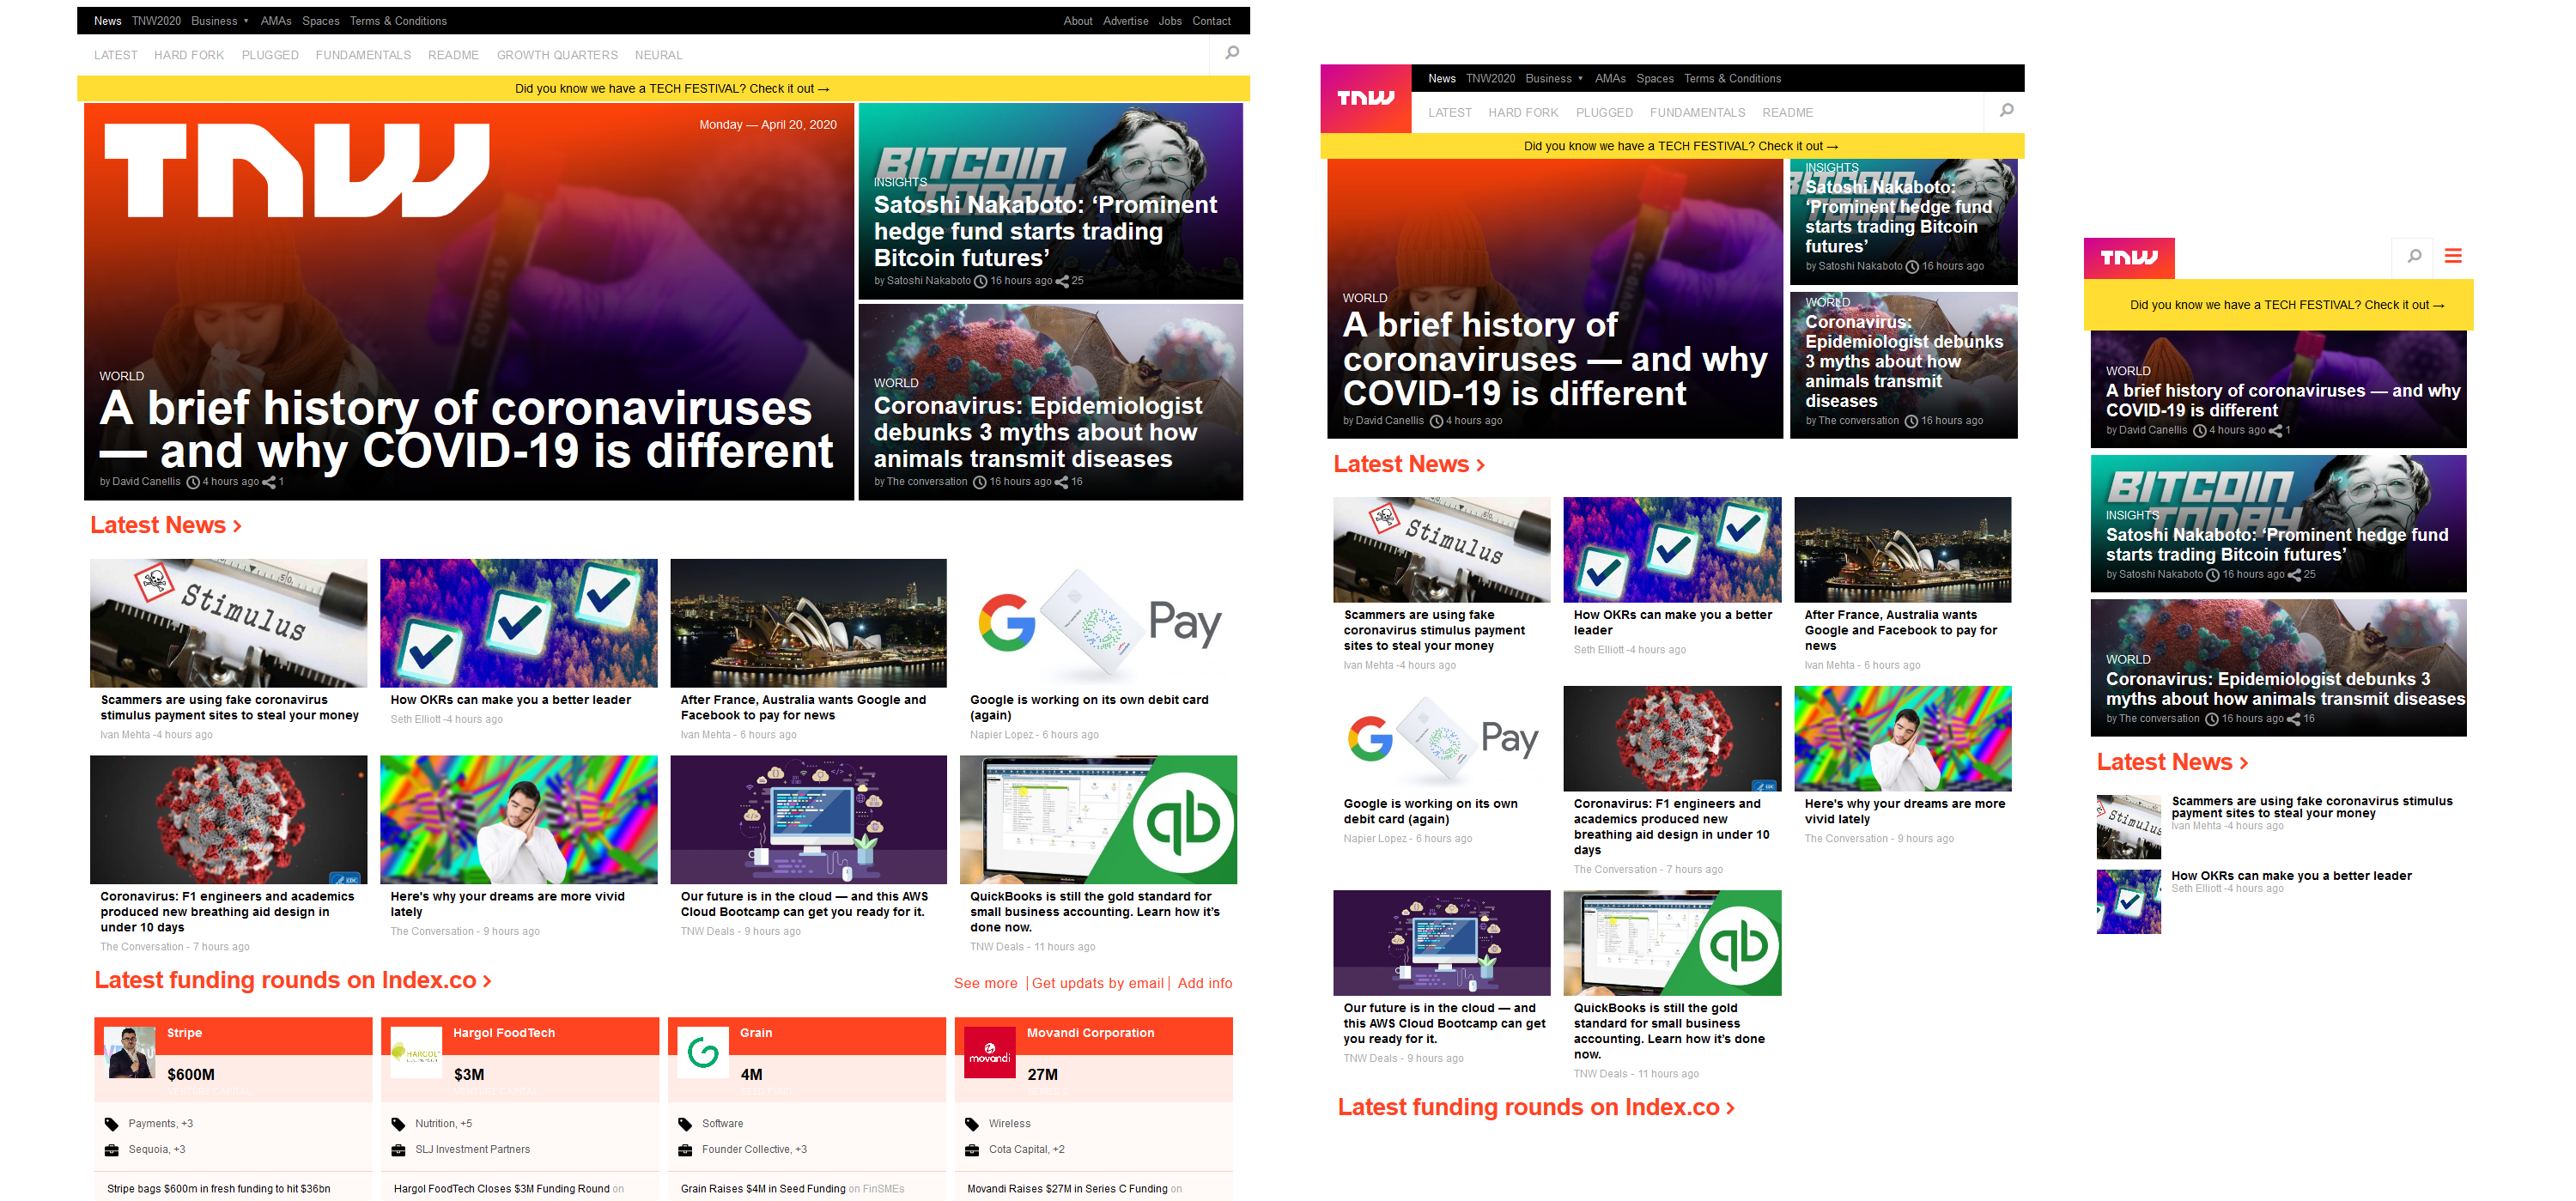 News TNW2020 Business ▼ AMAs Spaces Terms & Conditions About Advertise Jobs Contact
LATEST HARD FORK PLUGGED FUNDAMENTALS README GROWTH QUARTERS NEURAL
Did you know we have a TECH FESTIVAL? Check it out →
TNW
Monday — April 20, 2020
WORLD
A brief history of coronaviruses
— and why COVID-19 is different
by David Canellis 4 hours ago 1
BITCOIN
TODAY
INSIGHTS
Satoshi Nakaboto: ‘Prominent
hedge fund starts trading
Bitcoin futures’
by Satoshi Nakaboto 16 hours ago 25
WORLD
Coronavirus: Epidemiologist
debunks 3 myths about how
animals transmit diseases
by The conversation 16 hours ago 16
Latest News >
Stimulus
G Pay
Scammers are using fake coronavirus
stimulus payment sites to steal your money
Ivan Mehta -4 hours ago
How OKRs can make you a better leader
Seth Elliott -4 hours ago
After France, Australia wants Google and
Facebook to pay for news
Ivan Mehta - 6 hours ago
Google is working on its own debit card
(again)
Napier Lopez - 6 hours ago
qb
Coronavirus: F1 engineers and academics
produced new breathing aid design in
under 10 days
The Conversation - 7 hours ago
Here's why your dreams are more vivid
lately
The Conversation - 9 hours ago
Our future is in the cloud — and this AWS
Cloud Bootcamp can get you ready for it.
TNW Deals - 9 hours ago
QuickBooks is still the gold standard for
small business accounting. Learn how it’s
done now.
TNW Deals - 11 hours ago
Latest funding rounds on Index.co >
See more | Get updats by email | Add info
Stripe
$600M
Payments, +3
Sequoia, +3
Stripe bags $600m in fresh funding to hit $36bn
Hargol FoodTech
HARGOL
$3M
Nutrition, +5
SLJ Investment Partners
Hargol FoodTech Closes $3M Funding Round on
Grain
4M
Software
Founder Collective, +3
Grain Raises $4M in Seed Funding on FinSMEs
Movandi Corporation
movandi
27M
Wireless
Cota Capital, +2
Movandi Raises $27M in Series C Funding on
TNW
News TNW2020 Business ▼ AMAs Spaces Terms & Conditions
LATEST HARD FORK PLUGGED FUNDAMENTALS README
Did you know we have a TECH FESTIVAL? Check it out →
WORLD
A brief history of
coronaviruses — and why
COVID-19 is different
by David Canellis 4 hours ago
BITCOIN
INSIGHTS
Satoshi Nakaboto:
‘Prominent hedge fund
starts trading Bitcoin
futures’
by Satoshi Nakaboto 16 hours ago
WORLD
Coronavirus:
Epidemiologist debunks
3 myths about how
animals transmit
diseases
by The conversation 16 hours ago
Latest News >
Stimulus
Scammers are using fake
coronavirus stimulus payment
sites to steal your money
Ivan Mehta -4 hours ago
How OKRs can make you a better
leader
Seth Elliott -4 hours ago
After France, Australia wants
Google and Facebook to pay for
news
Ivan Mehta - 6 hours ago
G Pay
Google is working on its own
debit card (again)
Napier Lopez - 6 hours ago
Coronavirus: F1 engineers and
academics produced new
breathing aid design in under 10
days
The Conversation - 7 hours ago
Here's why your dreams are more
vivid lately
The Conversation - 9 hours ago
qb
Our future is in the cloud — and
this AWS Cloud Bootcamp can get
you ready for it.
TNW Deals - 9 hours ago
QuickBooks is still the gold
standard for small business
accounting. Learn how it’s done
now.
TNW Deals - 11 hours ago
Latest funding rounds on Index.co >
TNW
Did you know we have a TECH FESTIVAL? Check it out →
WORLD
A brief history of coronaviruses — and why
COVID-19 is different
by David Canellis 4 hours ago 1
BITCOIN
TODAY
INSIGHTS
Satoshi Nakaboto: ‘Prominent hedge fund
starts trading Bitcoin futures’
by Satoshi Nakaboto 16 hours ago 25
WORLD
Coronavirus: Epidemiologist debunks 3
myths about how animals transmit diseases
by The conversation 16 hours ago 16
Latest News >
Stimulus
Scammers are using fake coronavirus stimulus
payment sites to steal your money
Ivan Mehta -4 hours ago
How OKRs can make you a better leader
Seth Elliott -4 hours ago